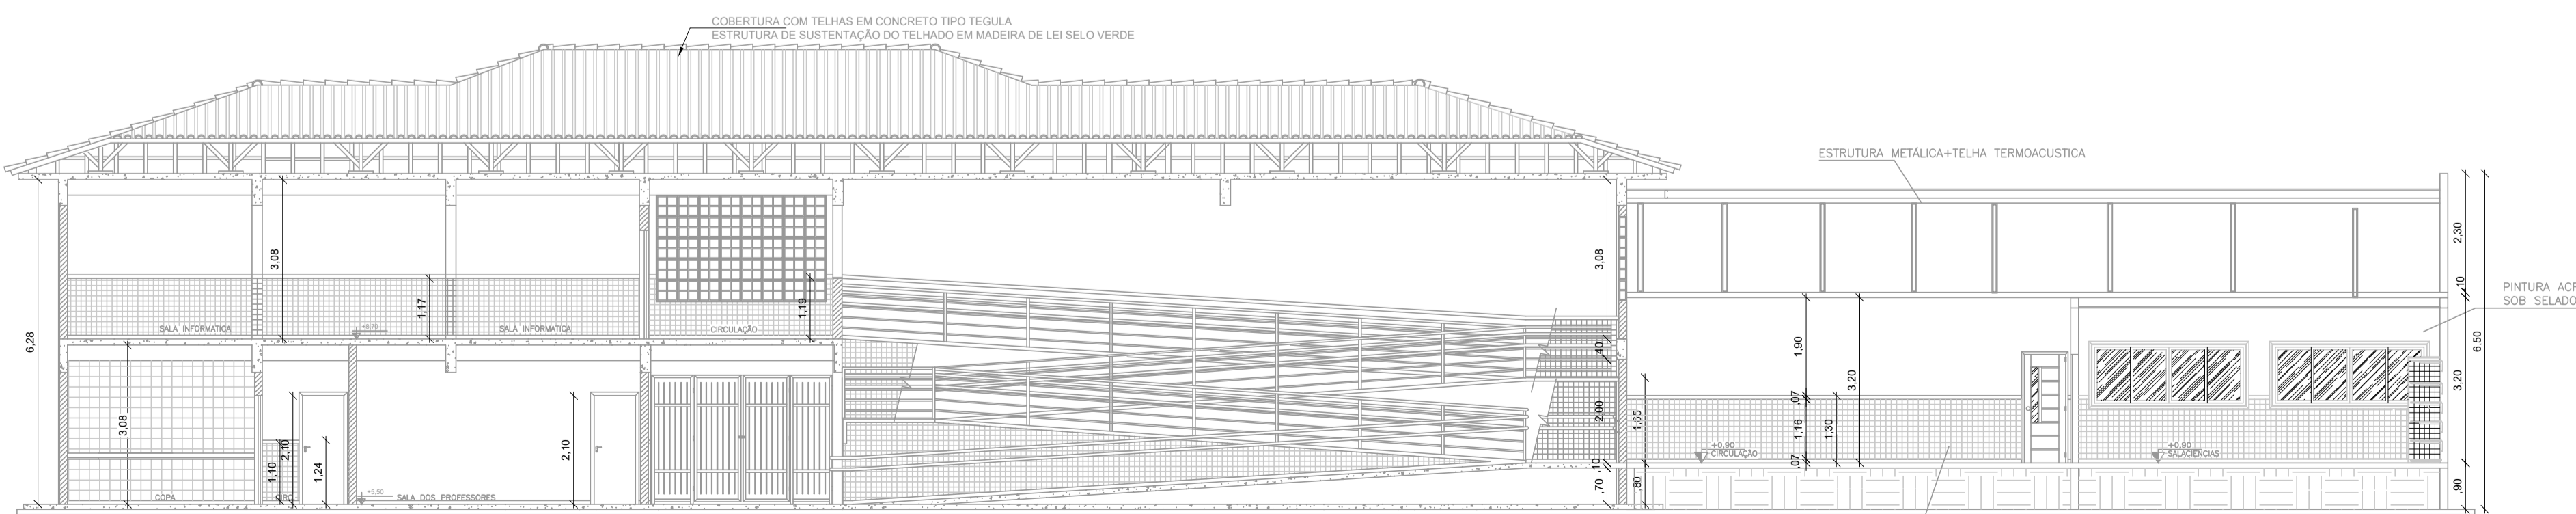 COBERTURA COM TELHAS EM CONCRETO TIPO TEGULA
ESTRUTURA DE SUSTENTAÇÃO DO TELHADO EM MADEIRA DE LEI SELO VERDE
ESTRUTURA METÁLICA+TELHA TERMOACUSTICA
PINTURA ACR
SOB SELADO
6,28
3,08
1,17
1,19
3,08
,40
2,00
,10
,70
SALA INFORMATICA
SALA INFORMATICA
CIRCULAÇÃO
3,08
1,10
2,10
1,24
2,10
COPA
CIRC.
+5,50
SALA DOS PROFESSORES
1,65
,80
1,90
,07
1,16
,07
1,30
3,20
+0,90
CIRCULAÇÃO
+0,90
SALACIÊNCIAS
2,30
,10
3,20
,90
6,50